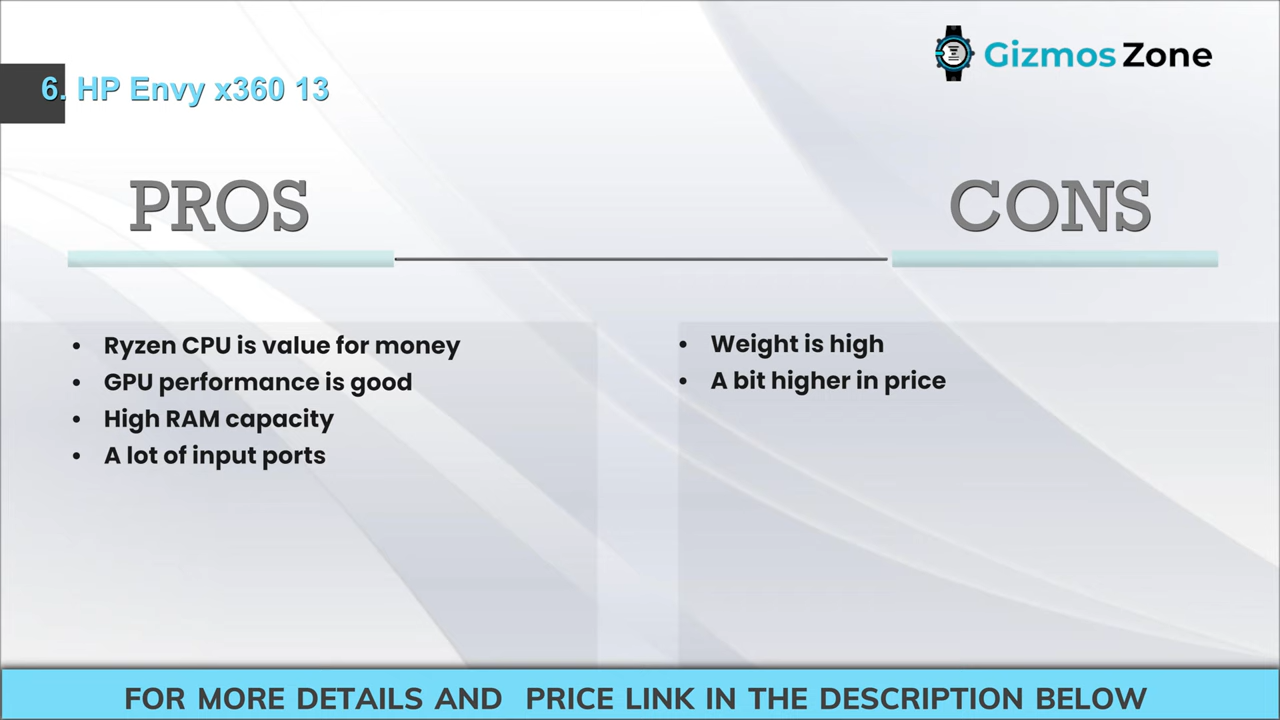 Gizmos Zone
6. HP Envy x360 13
PROS
CONS
• Ryzen CPU is value for money
• GPU performance is good
• High RAM capacity
• A lot of input ports
• Weight is high
• A bit higher in price
FOR MORE DETAILS AND PRICE LINK IN THE DESCRIPTION BELOW